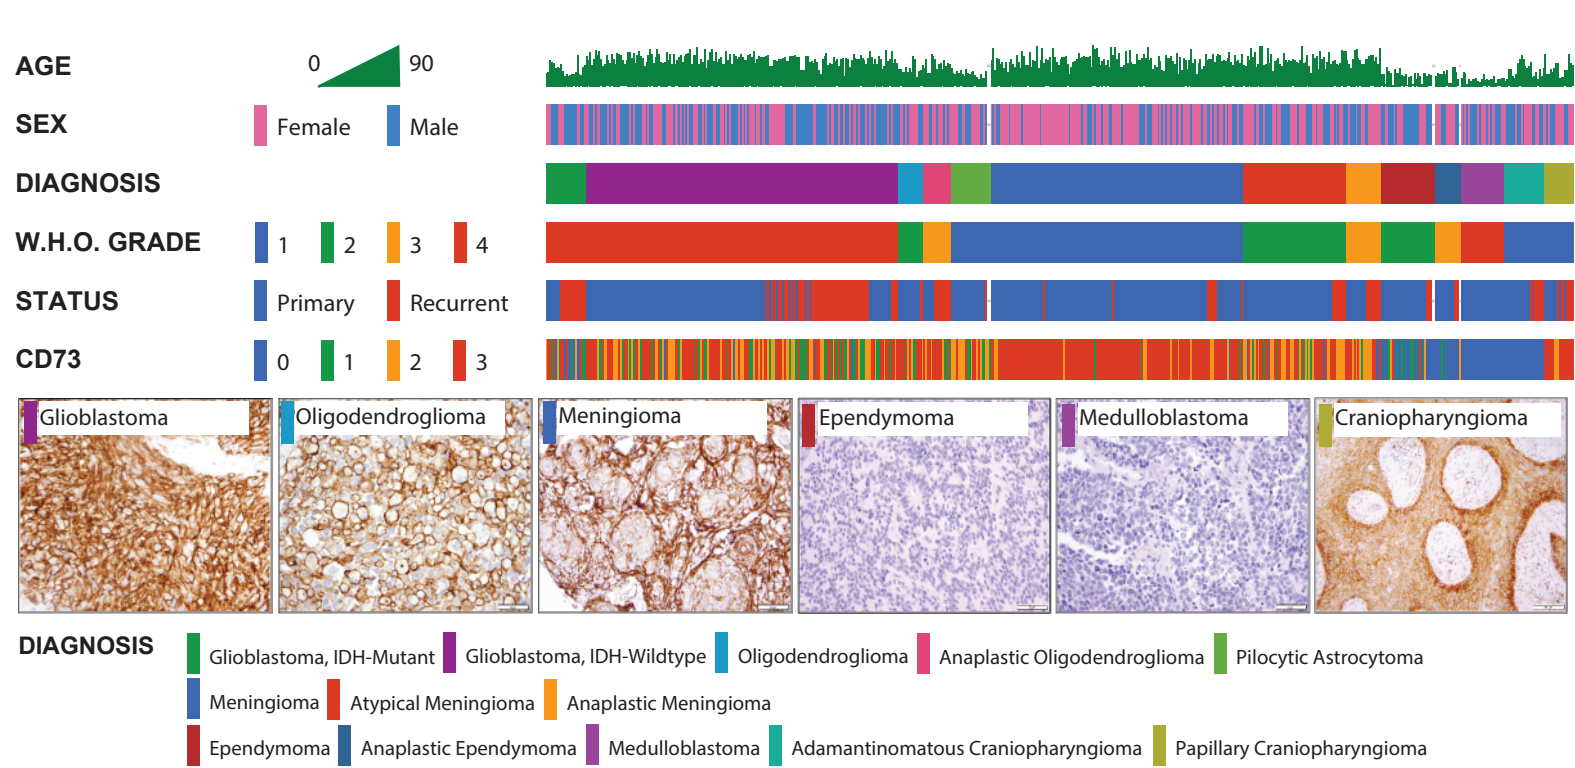 AGE 0 90
SEX Female Male
DIAGNOSIS
W.H.O. GRADE 1 2 3 4
STATUS Primary Recurrent
CD73 0 1 2 3
Glioblastoma Oligodendroglioma Meningioma Ependymoma Medulloblastoma Craniopharyngioma
DIAGNOSIS Glioblastoma, IDH-Mutant Glioblastoma, IDH-Wildtype Oligodendroglioma Anaplastic Oligodendroglioma Pilocytic Astrocytoma
Meningioma Atypical Meningioma Anaplastic Meningioma
Ependymoma Anaplastic Ependymoma Medulloblastoma Adamantinomatous Craniopharyngioma Papillary Craniopharyngioma